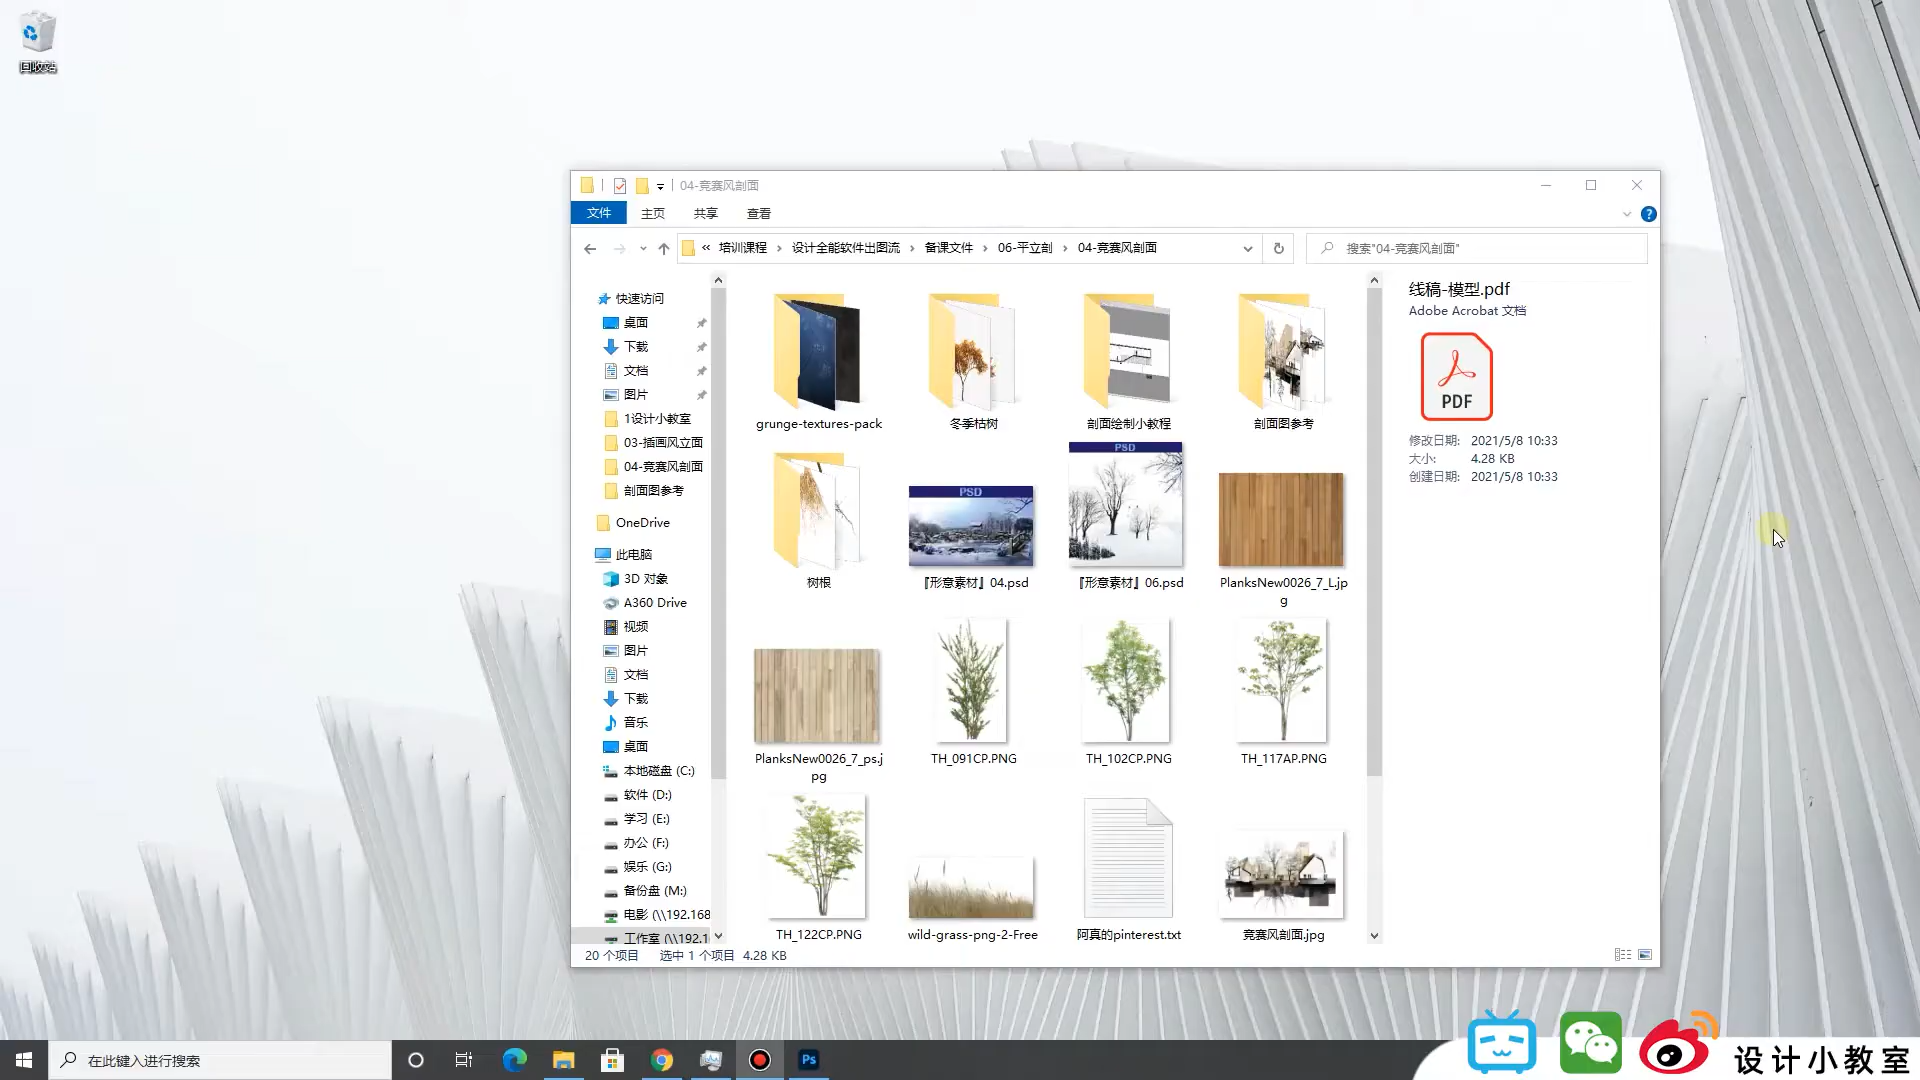 回收站
04-竞赛风剖面
文件
主页
共享
查看
«
培训课程
设计全能软件出图流
备课文件
06-平立剖
04-竞赛风剖面
搜索"04-竞赛风剖面"
快速访问
桌面
下载
文档
图片
1设计小教室
03-插画风立面
04-竞赛风剖面
剖面图参考
OneDrive
此电脑
3D 对象
A360 Drive
视频
图片
文档
下载
音乐
桌面
本地磁盘 (C:)
软件 (D:)
学习 (E:)
办公 (F:)
娱乐 (G:)
备份盘 (M:)
电影 (\\192.168
工作室 (\\192.1
grunge-textures-pack
冬季枯树
剖面绘制小教程
剖面图参考
PSD
PSD
树根
『形意素材』04.psd
『形意素材』06.psd
PlanksNew0026_7_L.jp
g
PlanksNew0026_7_ps.j
pg
TH_091CP.PNG
TH_102CP.PNG
TH_117AP.PNG
TH_122CP.PNG
wild-grass-png-2-Free
阿真的pinterest.txt
竞赛风剖面.jpg
线稿-模型.pdf
Adobe Acrobat 文档
PDF
修改日期: 2021/5/8 10:33
大小: 4.28 KB
创建日期: 2021/5/8 10:33
20 个项目 选中 1 个项目 4.28 KB
在此键入进行搜索
Ps
设计小教室